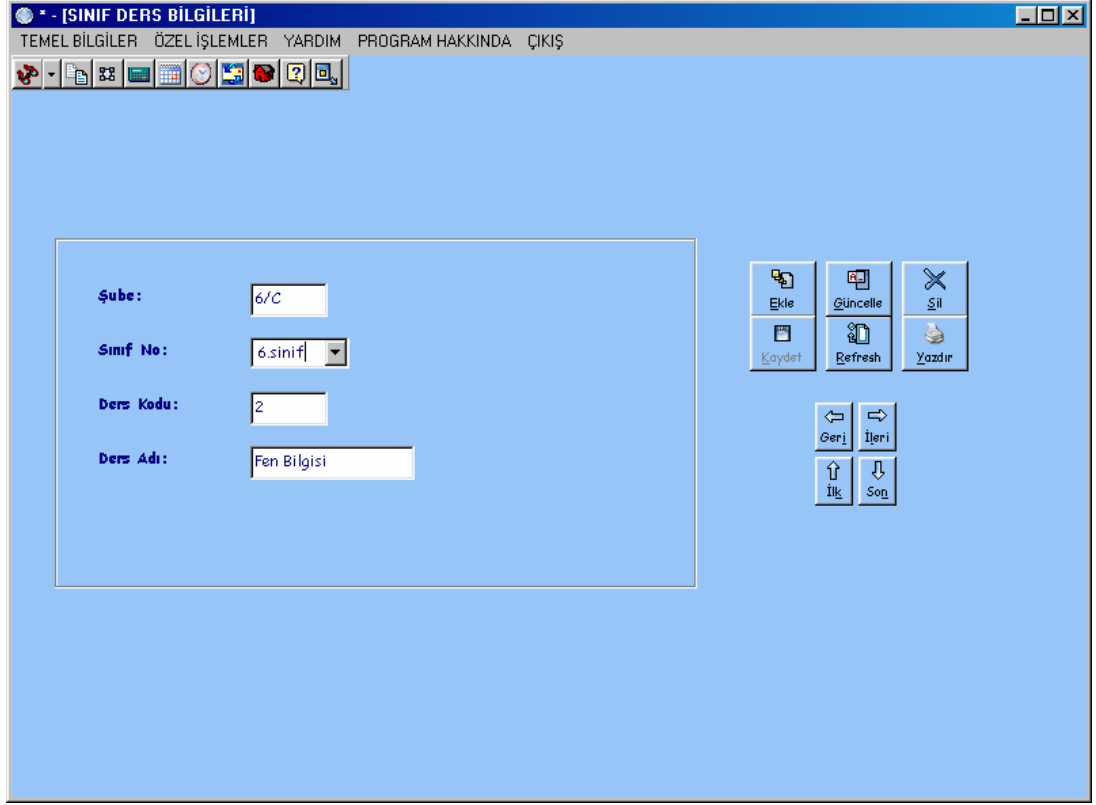 * - [SINIF DERS BİLGİLERİ]
TEMEL BİLGİLER ÖZEL İŞLEMLER YARDIM PROGRAM HAKKINDA ÇIKIŞ
Şube: 6/C
Sınıf No: 6.sinif
Ders Kodu: 2
Ders Adı: Fen Bilgisi
Ekle Güncelle Sil
Kaydet Refresh Yazdır
Geri İleri
İlk Son